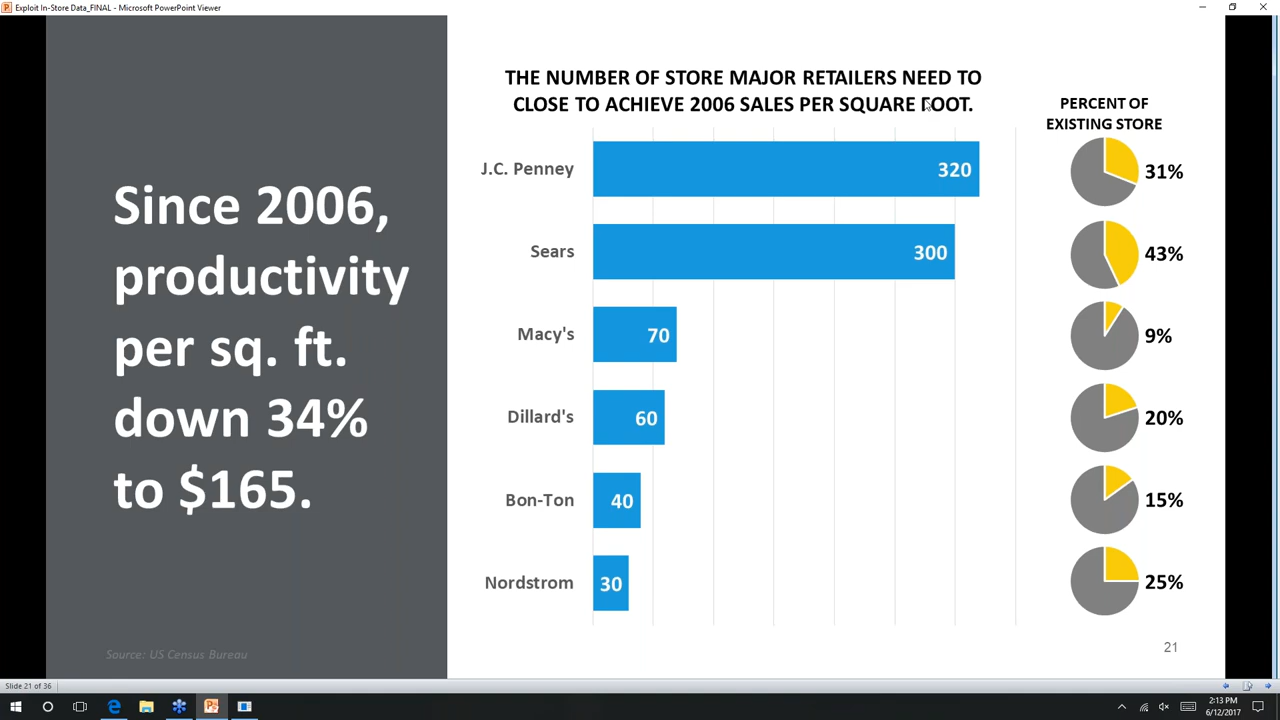 Exploit In-Store Data_FINAL - Microsoft PowerPoint Viewer
Since 2006,
productivity
per sq. ft.
down 34%
to $165.
Source: US Census Bureau
THE NUMBER OF STORE MAJOR RETAILERS NEED TO
CLOSE TO ACHIEVE 2006 SALES PER SQUARE FOOT.
PERCENT OF
EXISTING STORE
J.C. Penney 320 31%
Sears 300 43%
Macy's 70 9%
Dillard's 60 20%
Bon-Ton 40 15%
Nordstrom 30 25%
21
Slide 21 of 36
2:13 PM
6/12/2017